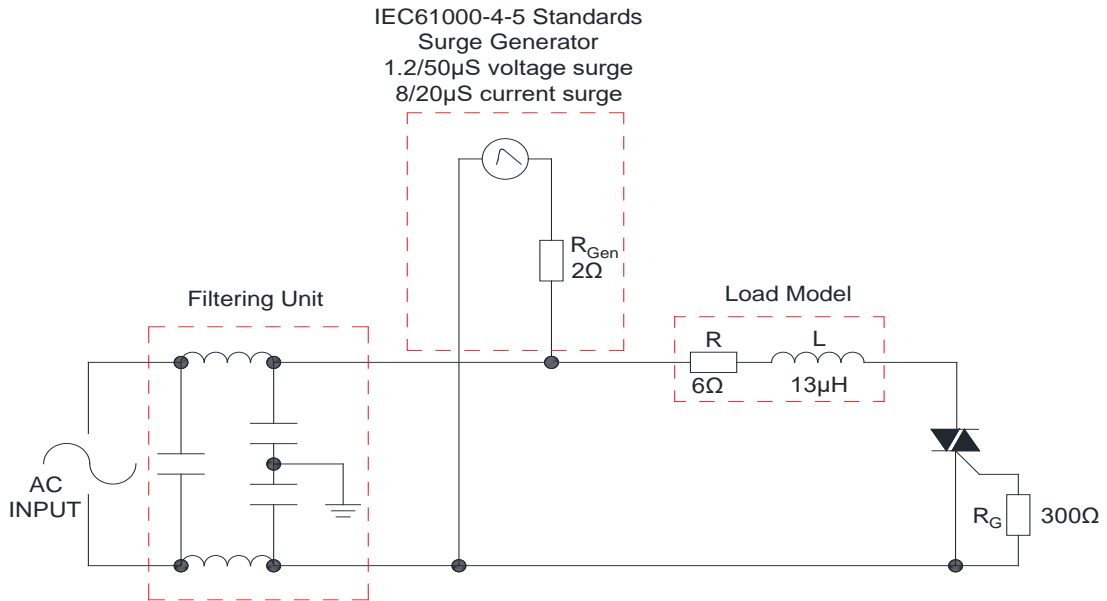 IEC61000-4-5 Standards
Surge Generator
1.2/50µS voltage surge
8/20µS current surge
RGen
2Ω
Filtering Unit
Load Model
R
L
6Ω
13µH
AC
INPUT
RG
300Ω